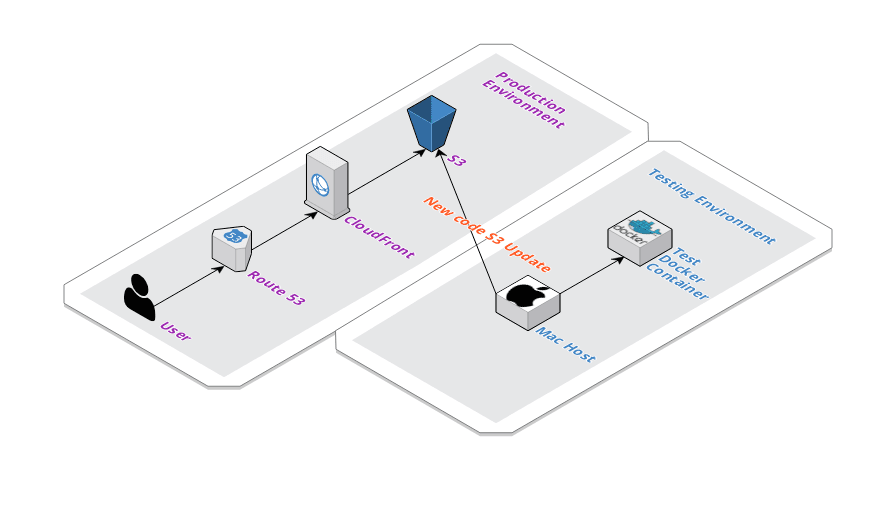 Production
Environment
S3
Testing Environment
New code S3 Update
CloudFront
53
Route 53
User
docker
Test
Docker
Container
Mac Host